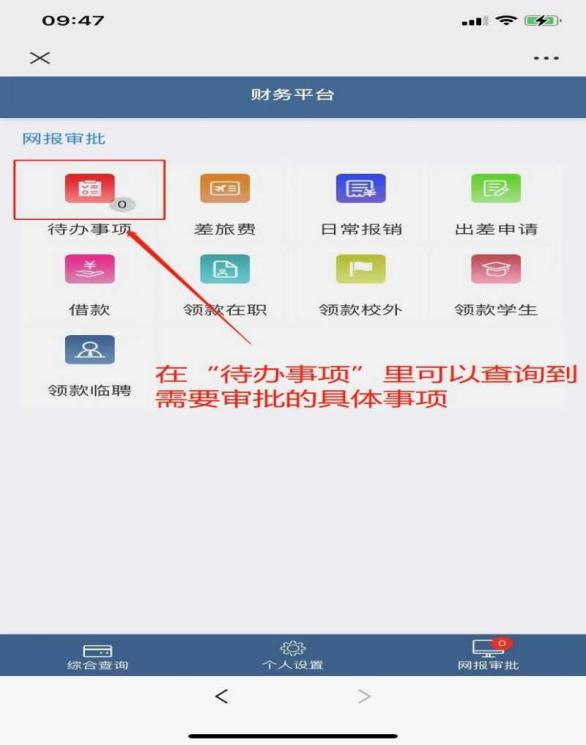 09:47
财务平台
网报审批
0
待办事项 差旅费 日常报销 出差申请
借款 领款在职 领款校外 领款学生
领款临聘
在“待办事项”里可以查询到
需要审批的具体事项
0
综合查询 个人设置 网报审批